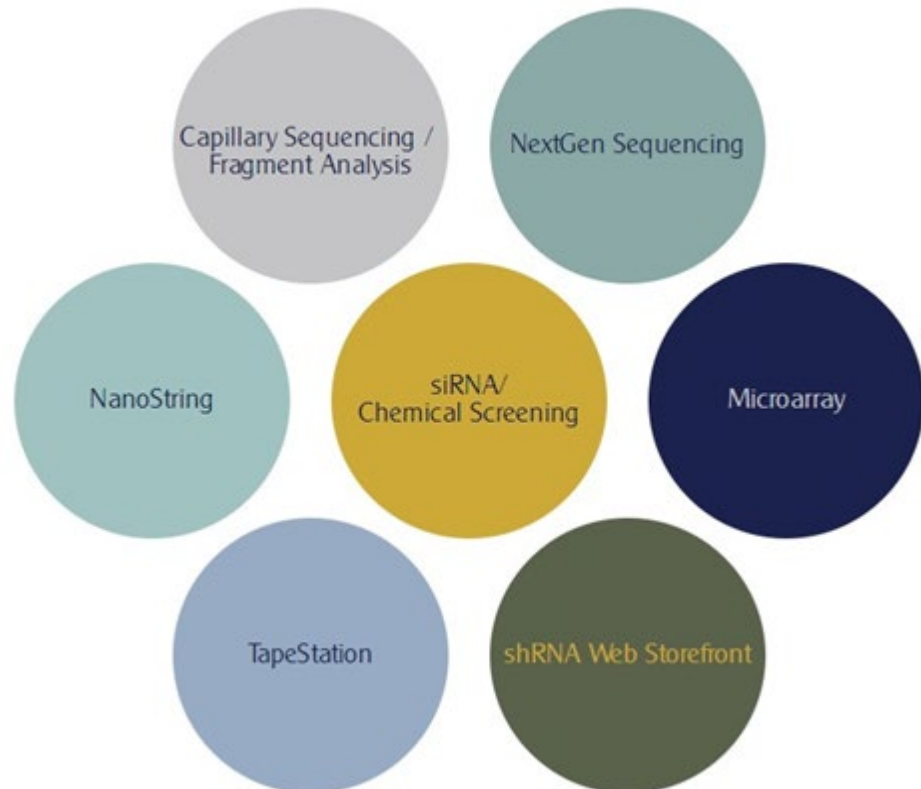 Capillary Sequencing /
Fragment Analysis
NextGen Sequencing
NanoString
siRNA/
Chemical Screening
Microarray
TapeStation
shRNA Web Storefront